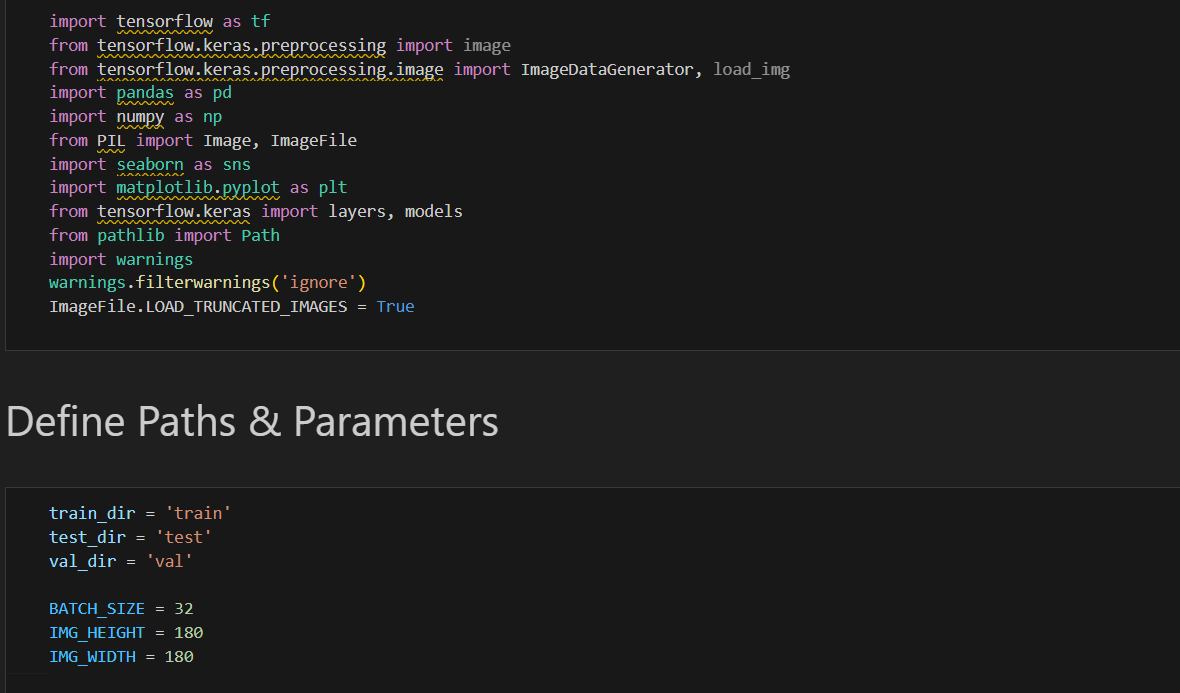 import tensorflow as tf
from tensorflow.keras.preprocessing import image
from tensorflow.keras.preprocessing.image import ImageDataGenerator, load_img
import pandas as pd
import numpy as np
from PIL import Image, ImageFile
import seaborn as sns
import matplotlib.pyplot as plt
from tensorflow.keras import layers, models
from pathlib import Path
import warnings
warnings.filterwarnings('ignore')
ImageFile.LOAD_TRUNCATED_IMAGES = True
Define Paths & Parameters
train_dir = 'train'
test_dir = 'test'
val_dir = 'val'
BATCH_SIZE = 32
IMG_HEIGHT = 180
IMG_WIDTH = 180